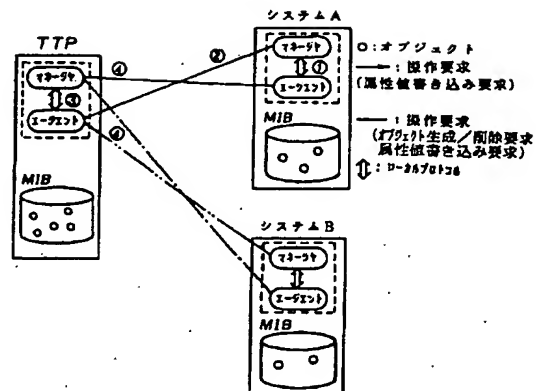 TTP
マネージャ
③
エージェント
MIB
④
②
④
システムA
マネージャ
①
エージェント
MIB
システムB
マネージャ
エージェント
MIB
○:オブジェクト
:操作要求
(属性値書き込み要求)
:操作要求
(オブジェクト生成/削除要求
属性値書き込み要求)
:ローカルプロトコル